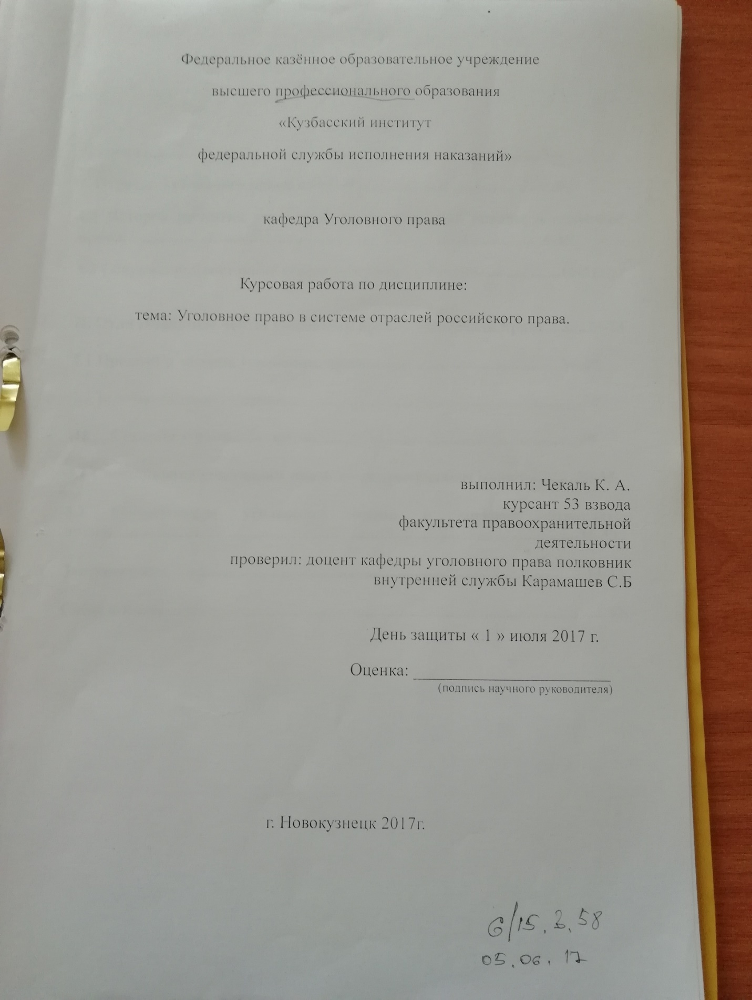 Федеральное казённое образовательное учреждение
высшего профессионального образования
«Кузбасский институт
федеральной службы исполнения наказаний»
кафедра Уголовного права
Курсовая работа по дисциплине:
тема: Уголовное право в системе отраслей российского права.
выполнил: Чекаль К. А.
курсант 53 взвода
факультета правоохранительной
деятельности
проверил: доцент кафедры уголовного права полковник
внутренней службы Карамашев С.Б
День защиты « 1 » июля 2017 г.
Оценка: ____________________
(подпись научного руководителя)
г. Новокузнецк 2017г.
6/15.3.58
05.06.17